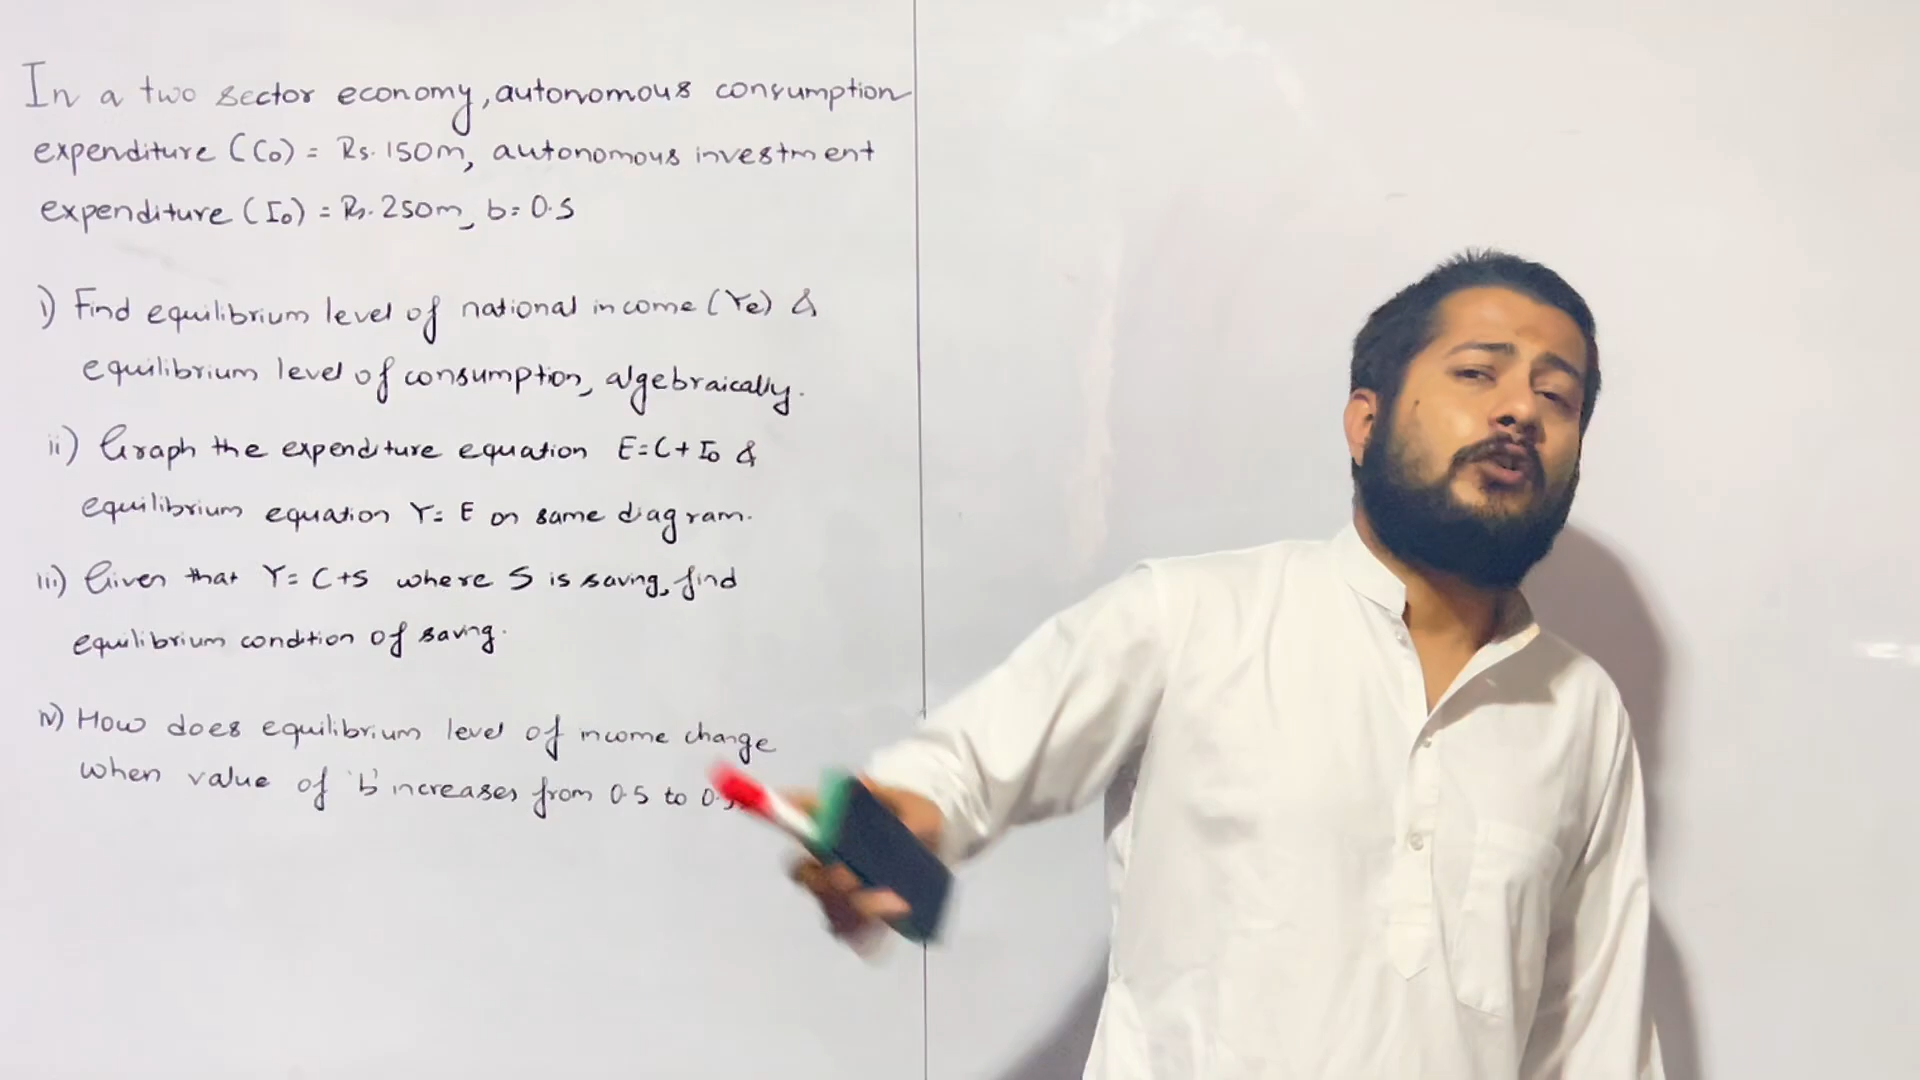 In a two sector economy, autonomous consumption
expenditure (C0) = Rs. 150m, autonomous investment
expenditure (I0) = Rs. 250m, b= 0.5
i) Find equilibrium level of national income (Ye) &
equilibrium level of consumption, algebraically.
ii) Graph the expenditure equation E=C+I0 &
equilibrium equation Y= E on same diagram.
iii) Given that Y= C+S where S is saving, find
equilibrium condition of saving.
iv) How does equilibrium level of income change
when value of 'b' increases from 0.5 to